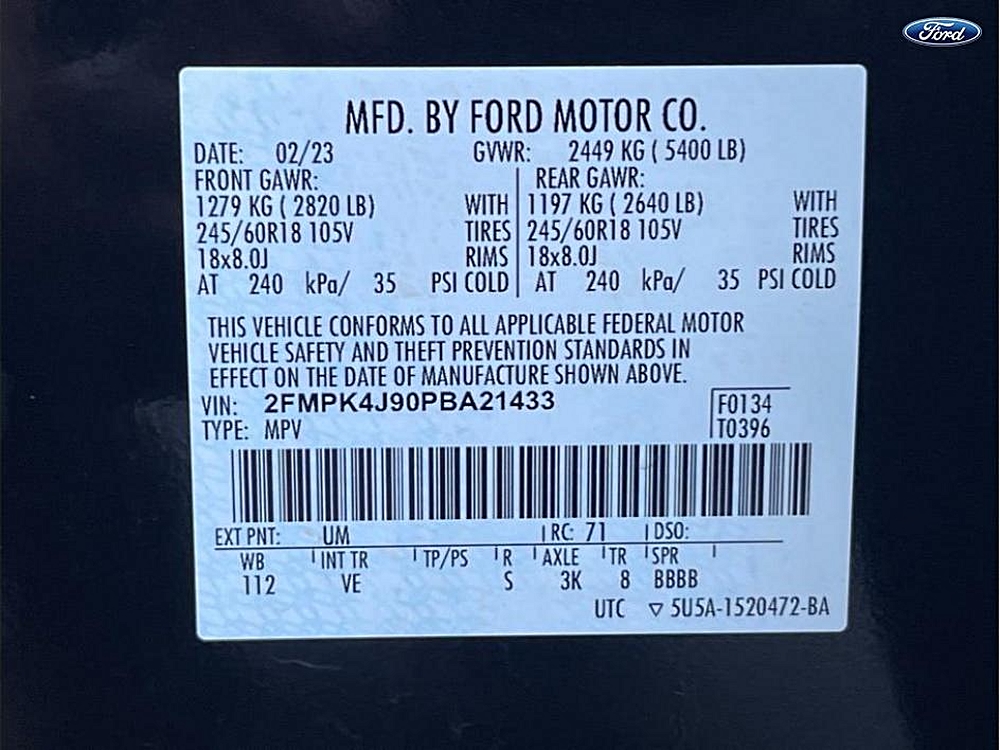 Ford
MFD. BY FORD MOTOR CO.
DATE: 02/23 GVWR: 2449 KG ( 5400 LB)
FRONT GAWR: REAR GAWR:
1279 KG ( 2820 LB) WITH 1197 KG ( 2640 LB) WITH
245/60R18 105V TIRES 245/60R18 105V TIRES
18x8.0J RIMS 18x8.0J RIMS
AT 240 kPa/ 35 PSI COLD AT 240 kPa/ 35 PSI COLD
THIS VEHICLE CONFORMS TO ALL APPLICABLE FEDERAL MOTOR
VEHICLE SAFETY AND THEFT PREVENTION STANDARDS IN
EFFECT ON THE DATE OF MANUFACTURE SHOWN ABOVE.
VIN: 2FMPK4J90PBA21433 F0134
TYPE: MPV T0396
EXT PNT: UM RC: 71 DSO:
WB INT TR TP/PS R AXLE TR SPR
112 VE S 3K 8 BBBB
UTC ▽ 5U5A-1520472-BA